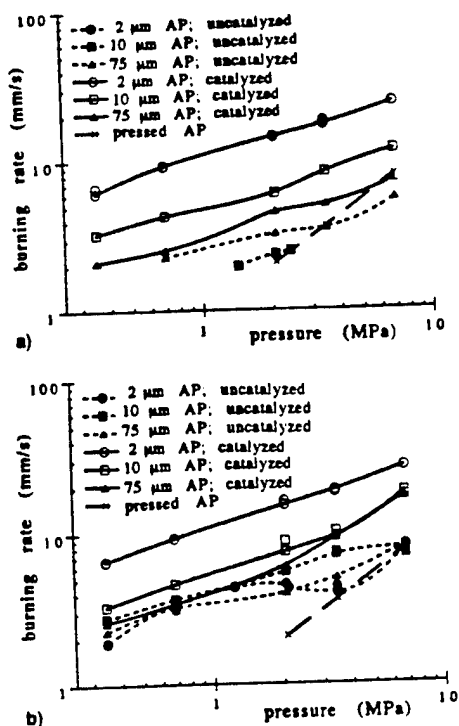 100
2 μm AP; uncatalyzed
10 μm AP; uncatalyzed
75 μm AP; uncatalyzed
2 μm AP; catalyzed
10 μm AP; catalyzed
75 μm AP; catalyzed
pressed AP
burning rate (mm/s)
10
1
1
10
pressure (MPa)
a)
100
2 μm AP; uncatalyzed
10 μm AP; uncatalyzed
75 μm AP; uncatalyzed
2 μm AP; catalyzed
10 μm AP; catalyzed
75 μm AP; catalyzed
pressed AP
burning rate (mm/s)
10
1
1
10
pressure (MPa)
b)